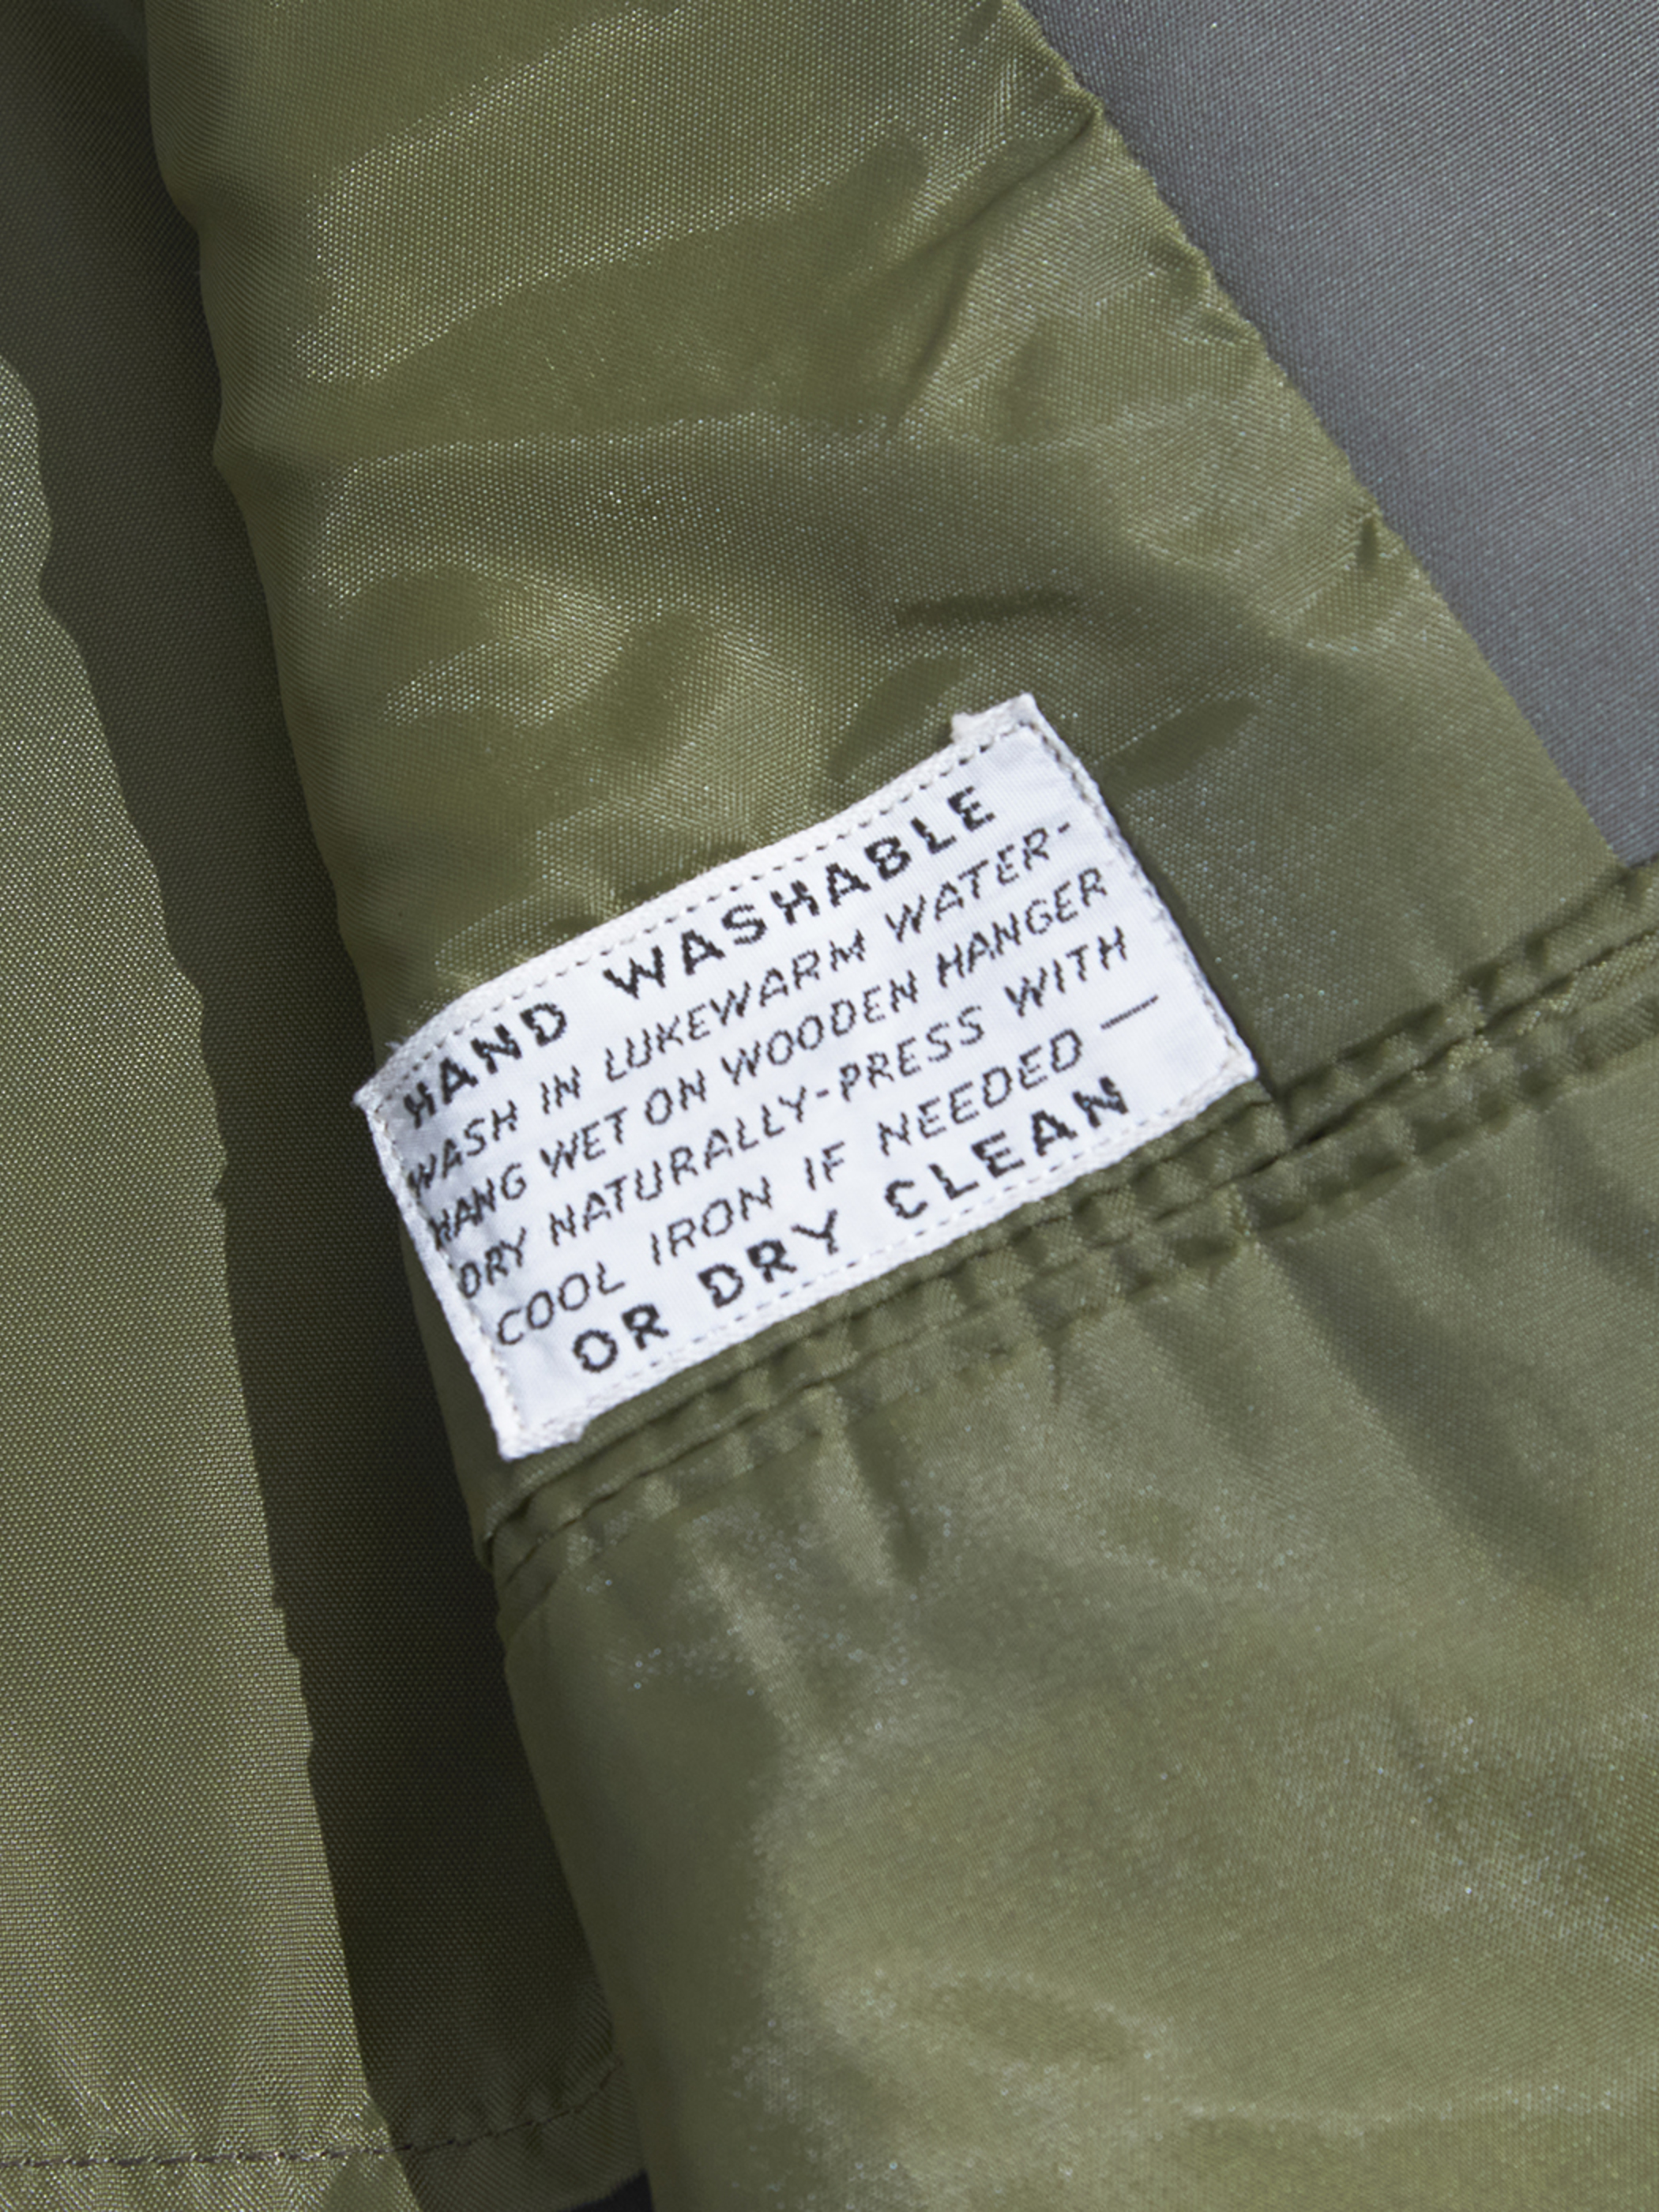 HAND WASHABLE
WASH IN LUKEWARM WATER-
HANG WET ON WOODEN HANGER
DRY NATURALLY-PRESS WITH
COOL IRON IF NEEDED —
OR DRY CLEAN